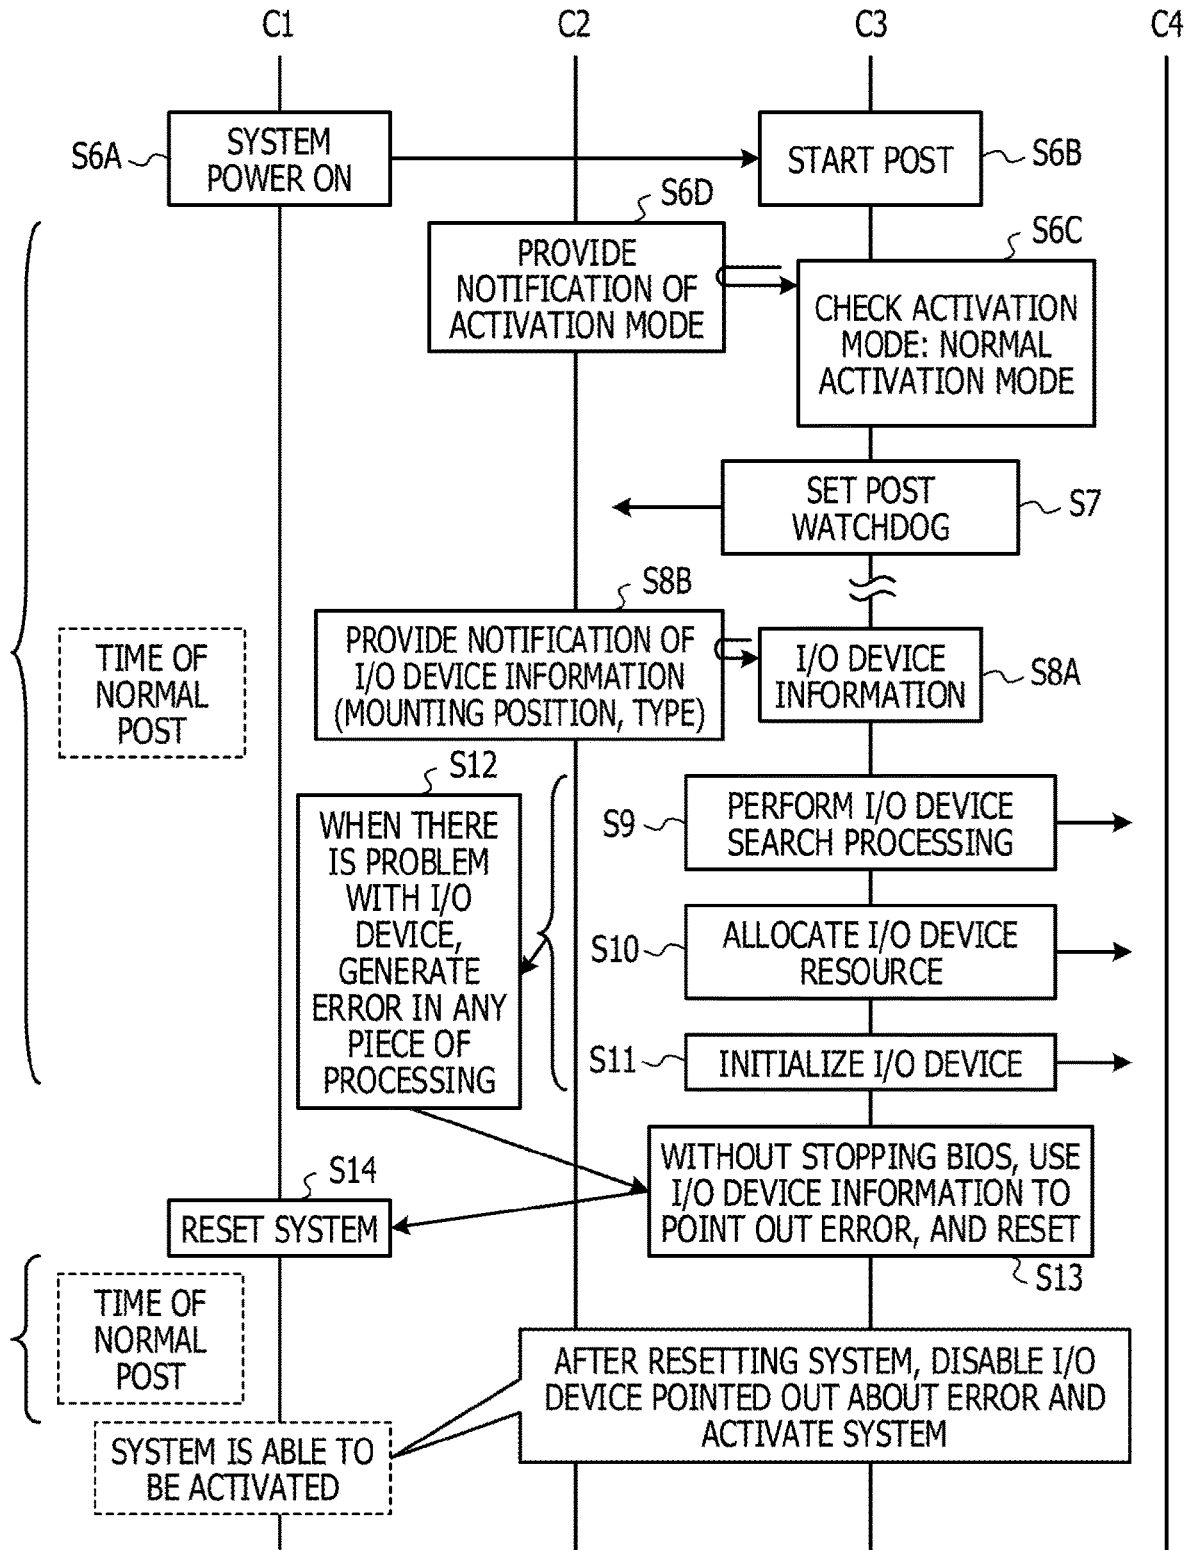 C1
C2
C3
C4
S6A
SYSTEM
POWER ON
START POST
S6B
S6D
PROVIDE
NOTIFICATION OF
ACTIVATION MODE
S6C
CHECK ACTIVATION
MODE: NORMAL
ACTIVATION MODE
SET POST
WATCHDOG
S7
S8B
PROVIDE NOTIFICATION OF
I/O DEVICE INFORMATION
(MOUNTING POSITION, TYPE)
I/O DEVICE
INFORMATION
S8A
TIME OF
NORMAL
POST
S12
WHEN THERE
IS PROBLEM
WITH I/O
DEVICE,
GENERATE
ERROR IN ANY
PIECE OF
PROCESSING
S9
PERFORM I/O DEVICE
SEARCH PROCESSING
S10
ALLOCATE I/O DEVICE
RESOURCE
S11
INITIALIZE I/O DEVICE
WITHOUT STOPPING BIOS, USE
I/O DEVICE INFORMATION TO
POINT OUT ERROR, AND RESET
S13
S14
RESET SYSTEM
TIME OF
NORMAL
POST
AFTER RESETTING SYSTEM, DISABLE I/O
DEVICE POINTED OUT ABOUT ERROR AND
ACTIVATE SYSTEM
SYSTEM IS ABLE TO
BE ACTIVATED